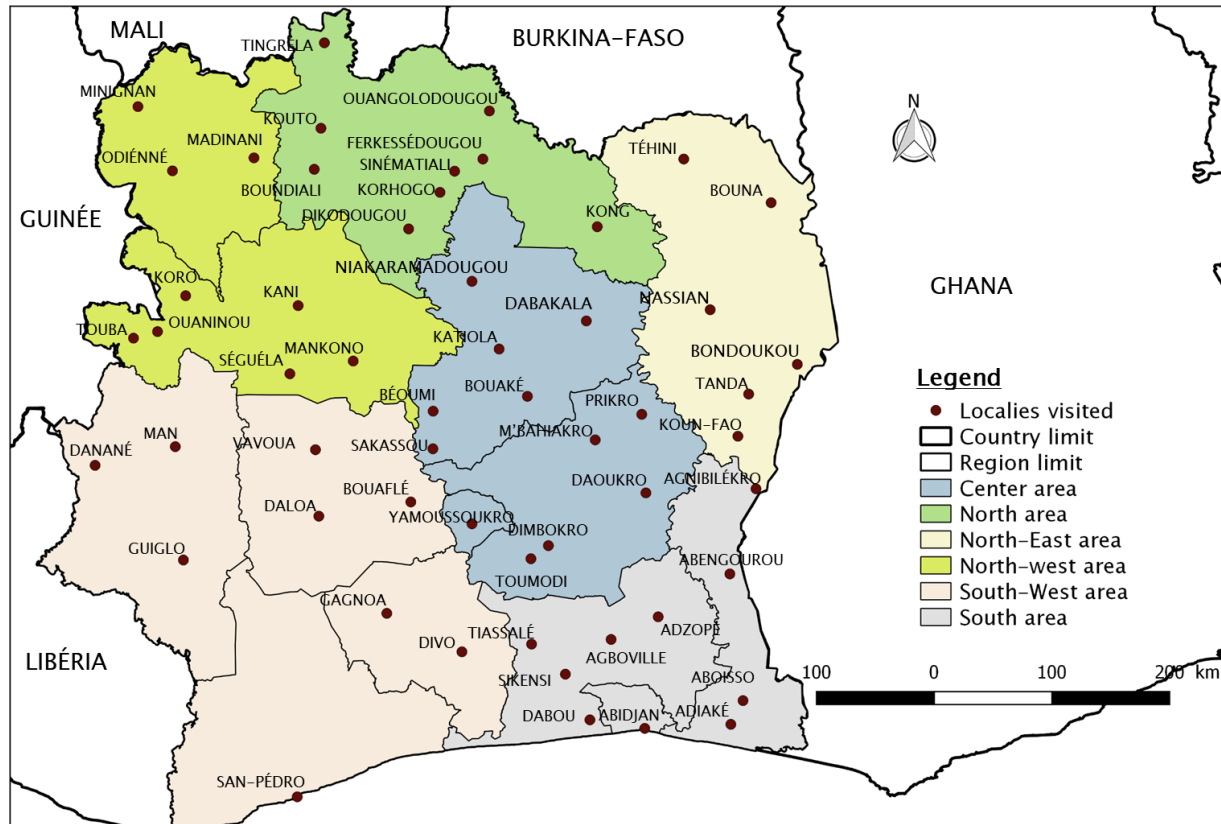 MALI
BURKINA-FASO
TINGRÉLA
MINIGNAN
OUANGOLODOUGOU
KOUTO
MADINANI
FERKESSÉDOUGOU
ODIÉNNÉ
SINÉMATIALI
BOUNDIALI
KORHOGO
TÉHINI
BOUNA
N
GUINÉE
DIKODOUGOU
KONG
NIAKARAMADOUGOU
KORO
KANI
DABAKALA
NASSIAN
GHANA
TOUBA
OUANINOU
KATIOLA
SÉGUÉLA
MANKONO
BONDOUKOU
BÉOUMI
BOUAKÉ
PRIKRO
TANDA
MAN
VAVOUA
SAKASSOU
M'BATHIAKRO
KOUN-FAO
DANANÉ
DAOUKRO
AGNIBILÉKRO
BOUAFLÉ
DALOA
YAMOUSSOUKRO
DIMBOKRO
GUIGLO
TOUMODI
ABENGOUROU
GAGNOA
TIASSALÉ
ADZOPÉ
DIVO
AGBOVILLE
LIBÉRIA
SIKENSI
ABOISSO
DABOU
ABIDJAN
ADIAKÉ
SAN-PÉDRO
Legend
Localies visited
Country limit
Region limit
Center area
North area
North-East area
North-west area
South-West area
South area
100 0 100 200 km